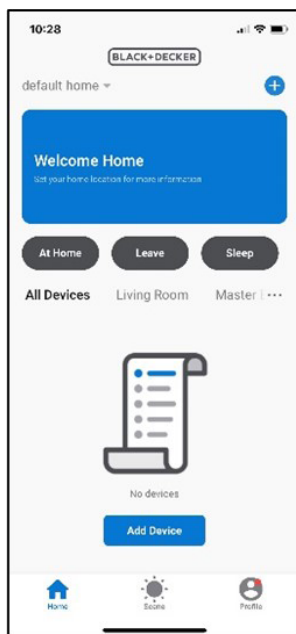 10:28
BLACK+DECKER
default home
Welcome Home
Set your home location for more information
At Home Leave Sleep
All Devices Living Room Master
No devices
Add Device
Home Scene Profile